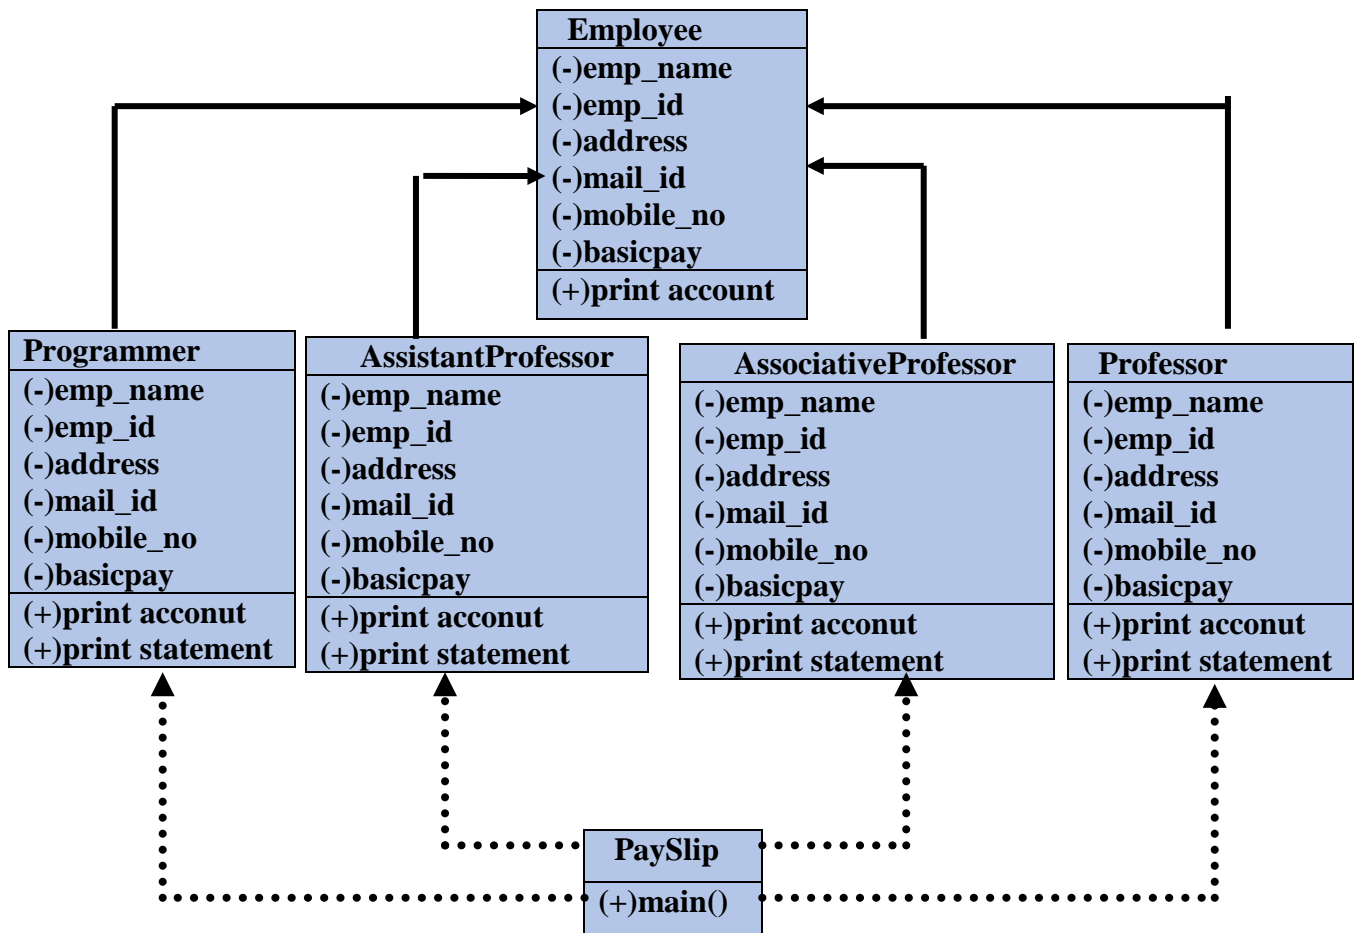 Employee
(-)emp_name
(-)emp_id
(-)address
(-)mail_id
(-)mobile_no
(-)basicpay
(+)print account
Programmer
(-)emp_name
(-)emp_id
(-)address
(-)mail_id
(-)mobile_no
(-)basicpay
(+)print acconut
(+)print statement
AssistantProfessor
(-)emp_name
(-)emp_id
(-)address
(-)mail_id
(-)mobile_no
(-)basicpay
(+)print acconut
(+)print statement
AssociativeProfessor
(-)emp_name
(-)emp_id
(-)address
(-)mail_id
(-)mobile_no
(-)basicpay
(+)print acconut
(+)print statement
Professor
(-)emp_name
(-)emp_id
(-)address
(-)mail_id
(-)mobile_no
(-)basicpay
(+)print acconut
(+)print statement
PaySlip
(+)main()